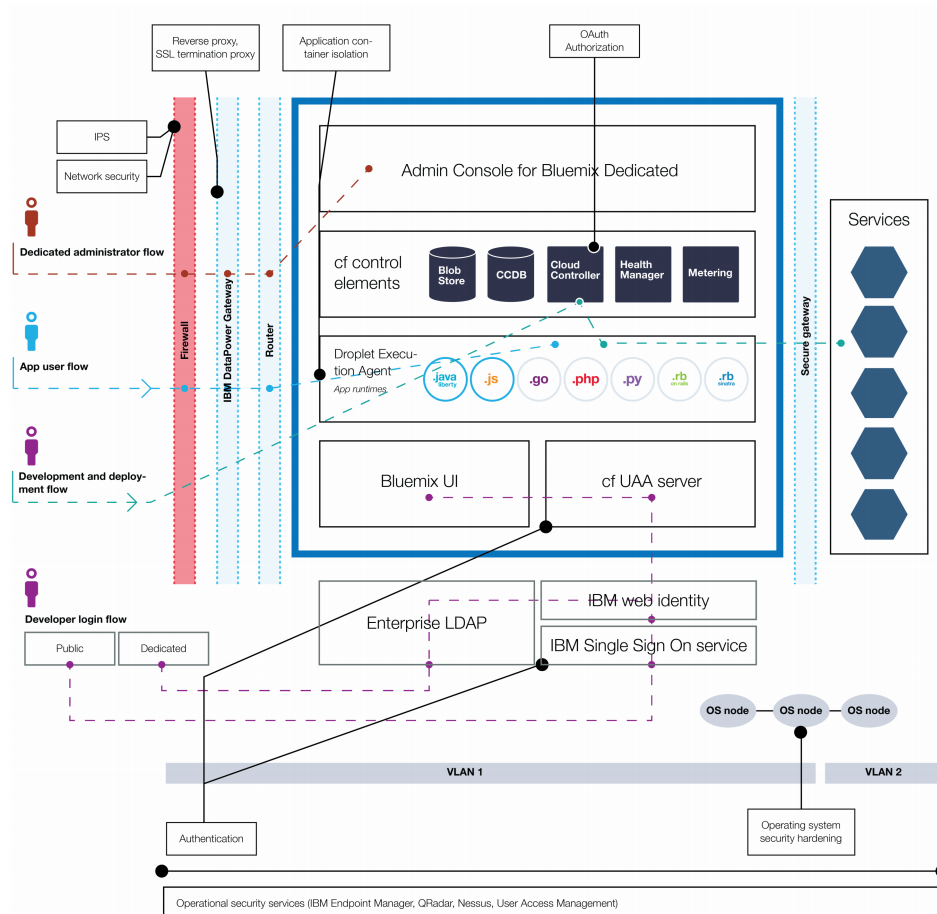 Reverse proxy,
SSL termination proxy
Application con-
tainer isolation
OAuth
Authorization
IPS
Network security
Admin Console for Bluemix Dedicated
Services
Dedicated administrator flow
cf control
elements
Blob
Store
CCDB
Cloud
Controller
Health
Manager
Metering
Firewall
IBM DataPower Gateway
Router
Secure gateway
App user flow
Droplet Execu-
tion Agent
App runtimes.
.java
liberty
.js
.go
.php
.py
.rb
on rails
.rb
sinatra
Development and deploy-
ment flow
Bluemix UI
cf UAA server
Developer login flow
Public
Dedicated
Enterprise LDAP
IBM web identity
IBM Single Sign On service
OS node
OS node
OS node
VLAN 1
VLAN 2
Authentication
Operating system
security hardening
Operational security services (IBM Endpoint Manager, QRadar, Nessus, User Access Management)